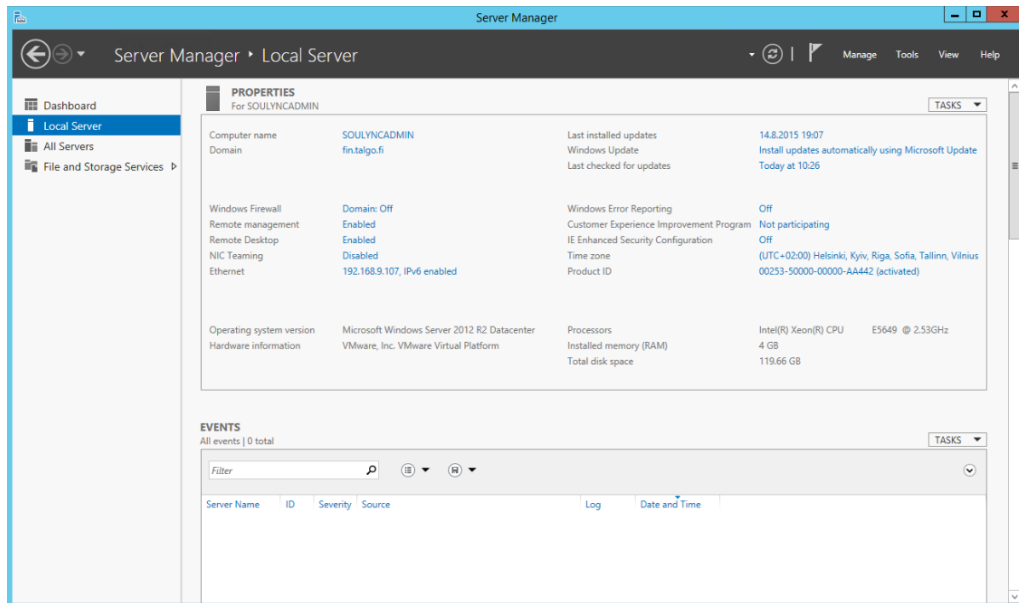 Server Manager
Server Manager • Local Server
Manage Tools View Help
Dashboard
Local Server
All Servers
File and Storage Services
PROPERTIES
For SOULYNCADMIN
TASKS
Computer name SOULYNCADMIN Last installed updates 14.8.2015 19:07
Domain fin.talgo.fi Windows Update Install updates automatically using Microsoft Update
Last checked for updates Today at 10:26
Windows Firewall Domain: Off Windows Error Reporting Off
Remote management Enabled Customer Experience Improvement Program Not participating
Remote Desktop Enabled IE Enhanced Security Configuration Off
NIC Teaming Disabled Time zone (UTC+02:00) Helsinki, Kyiv, Riga, Sofia, Tallinn, Vilnius
Ethernet 192.168.9.107, IPv6 enabled Product ID 00253-50000-00000-AA442 (activated)
Operating system version Microsoft Windows Server 2012 R2 Datacenter Processors Intel(R) Xeon(R) CPU E5649 @ 2.53GHz
Hardware information VMware, Inc. VMware Virtual Platform Installed memory (RAM) 4 GB
Total disk space 119.66 GB
EVENTS
All events | 0 total
TASKS
Filter
Server Name ID Severity Source Log Date and Time